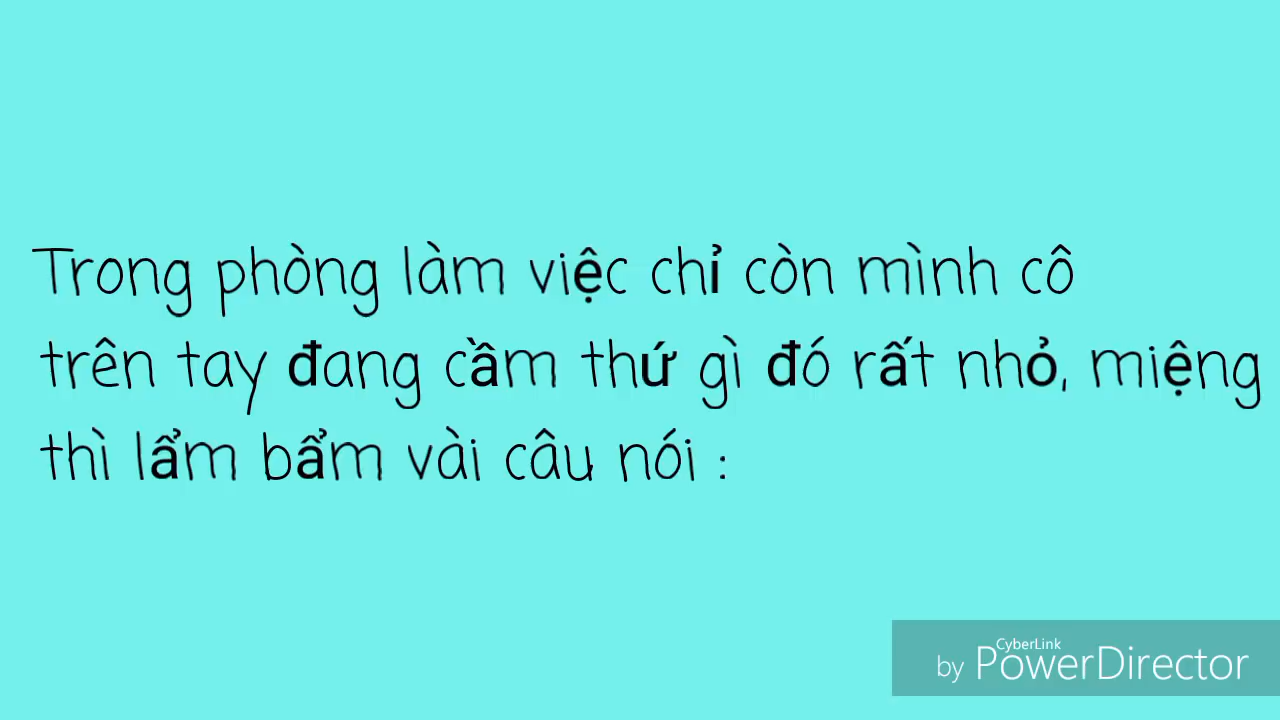 Trong phòng làm việc chỉ còn mình cô
trên tay đang cầm thứ gì đó rất nhỏ, miệng
thì lẩm bẩm vài câu nói :
CyberLink
by PowerDirector